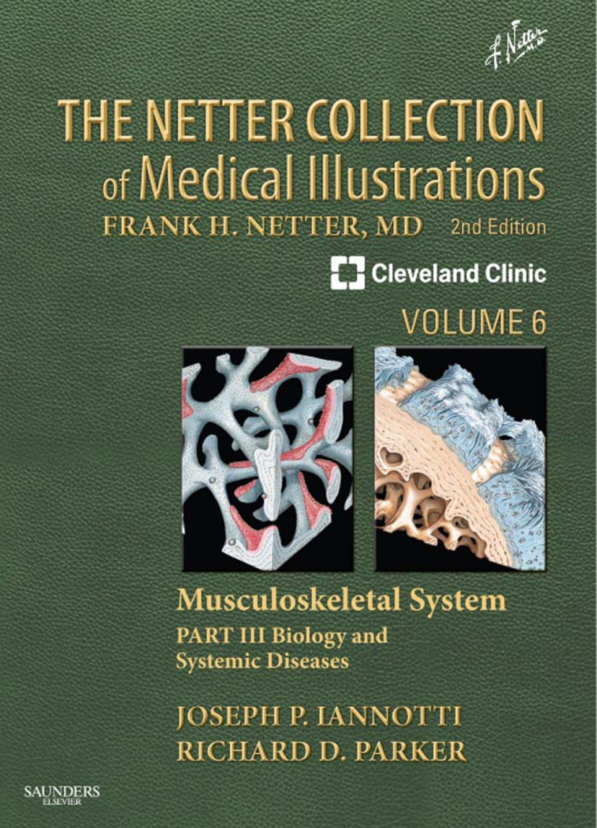 F. Netter M.D.
THE NETTER COLLECTION
of Medical Illustrations
FRANK H. NETTER, MD 2nd Edition
Cleveland Clinic
VOLUME 6
Musculoskeletal System
PART III Biology and
Systemic Diseases
JOSEPH P. IANNOTTI
RICHARD D. PARKER
SAUNDERS
ELSEVIER